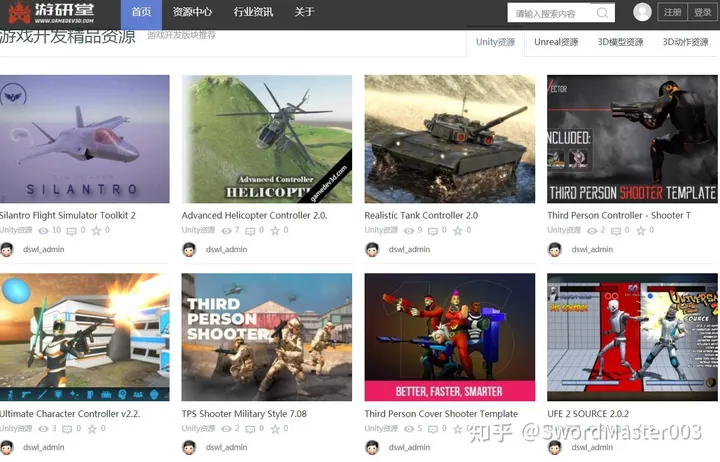 游研堂
WWW.GAMEDEV3D.COM
首页 资源中心 行业资讯 关于
请输入搜索内容
注册 登录
游戏开发精品资源 游戏开发版块推荐
Unity资源 Unreal资源 3D模型资源 3D动作资源
SILANTRO
Advanced Controller
HELICOPT
gamedev3d.com
VECTOR
INCLUDED:
THIRD PERSON SHOOTER TEMPLATE
Silantro Flight Simulator Toolkit 2
Unity资源 10 0 0
dswl_admin
Advanced Helicopter Controller 2.0.
Unity资源 7 0 0
dswl_admin
Realistic Tank Controller 2.0
Unity资源 9 0 0
dswl_admin
Third Person Controller - Shooter T
Unity资源 2 0 0
dswl_admin
THIRD
PERSON
SHOOTER
BETTER, FASTER, SMARTER
SOURCE
Ultimate Character Controller v2.2.
Unity资源 3 0 0
dswl_admin
TPS Shooter Military Style 7.08
Unity资源 2 0 0
dswl_admin
Third Person Cover Shooter Template
Unity资源 5 0
dswl_admin
UFE 2 SOURCE 2.0.2
Unity资源
dswl_admin
知乎 @SwordMaster003